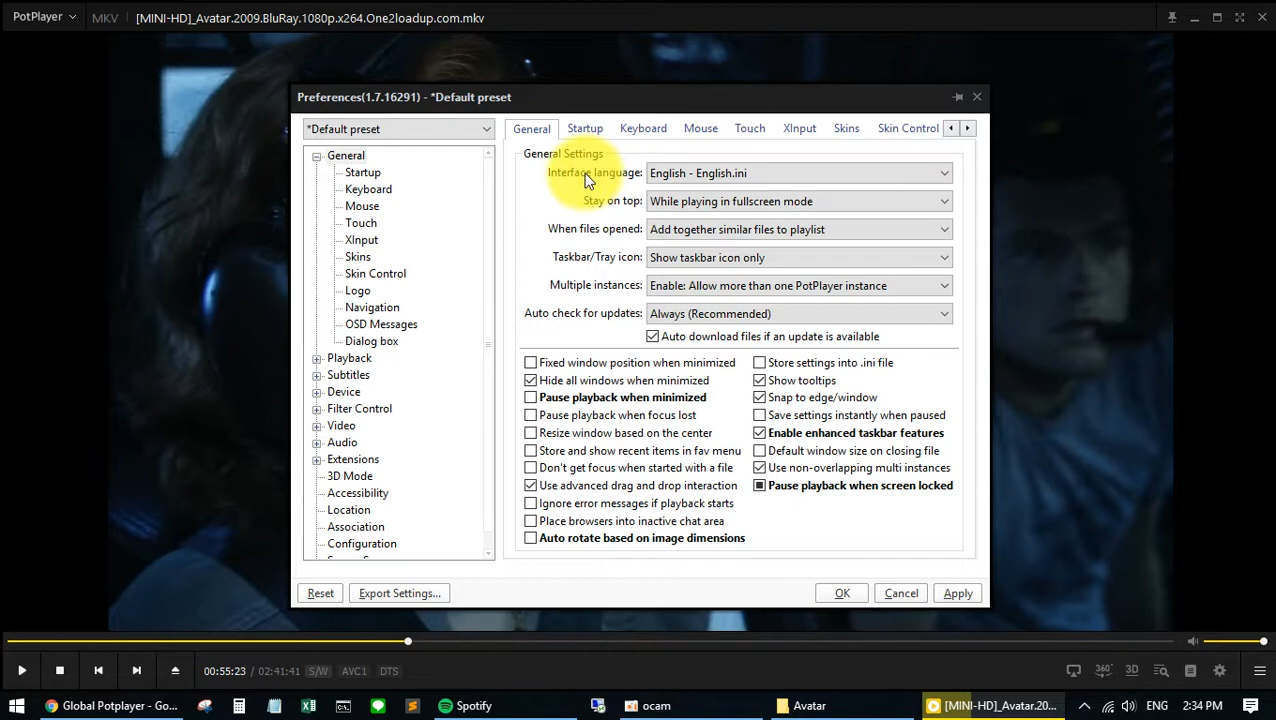 PotPlayer MKV [MINI-HD]_Avatar.2009.BluRay.1080p.x264.One2loadup.com.mkv
Preferences(1.7.16291) - *Default preset
*Default preset
General
Startup
Keyboard
Mouse
Touch
XInput
Skins
Skin Control
Logo
Navigation
OSD Messages
Dialog box
Playback
Subtitles
Device
Filter Control
Video
Audio
Extensions
3D Mode
Accessibility
Location
Association
Configuration
General Startup Keyboard Mouse Touch XInput Skins Skin Control
General Settings
Interface language: English - English.ini
Stay on top: While playing in fullscreen mode
When files opened: Add together similar files to playlist
Taskbar/Tray icon: Show taskbar icon only
Multiple instances: Enable: Allow more than one PotPlayer instance
Auto check for updates: Always (Recommended)
Auto download files if an update is available
Fixed window position when minimized
Hide all windows when minimized
Pause playback when minimized
Pause playback when focus lost
Resize window based on the center
Store and show recent items in fav menu
Don't get focus when started with a file
Use advanced drag and drop interaction
Ignore error messages if playback starts
Place browsers into inactive chat area
Auto rotate based on image dimensions
Store settings into .ini file
Show tooltips
Snap to edge/window
Save settings instantly when paused
Enable enhanced taskbar features
Default window size on closing file
Use non-overlapping multi instances
Pause playback when screen locked
Reset Export Settings... OK Cancel Apply
00:55:23 / 02:41:41 S/W AVC1 DTS 360° 3D
Global Potplayer - Go... Spotify ocam Avatar [MINI-HD]_Avatar.20... ENG 2:34 PM